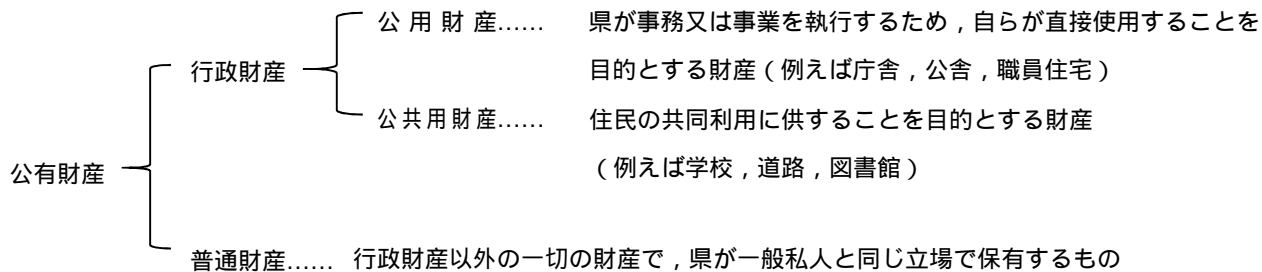 公 用 財 産…… 県が事務又は事業を執行するため，自らが直接使用することを
行政財産 目的とする財産（例えば庁舎，公舎，職員住宅）
公共用財産…… 住民の共同利用に供することを目的とする財産
公有財産 （例えば学校，道路，図書館）
普通財産…… 行政財産以外の一切の財産で，県が一般私人と同じ立場で保有するもの